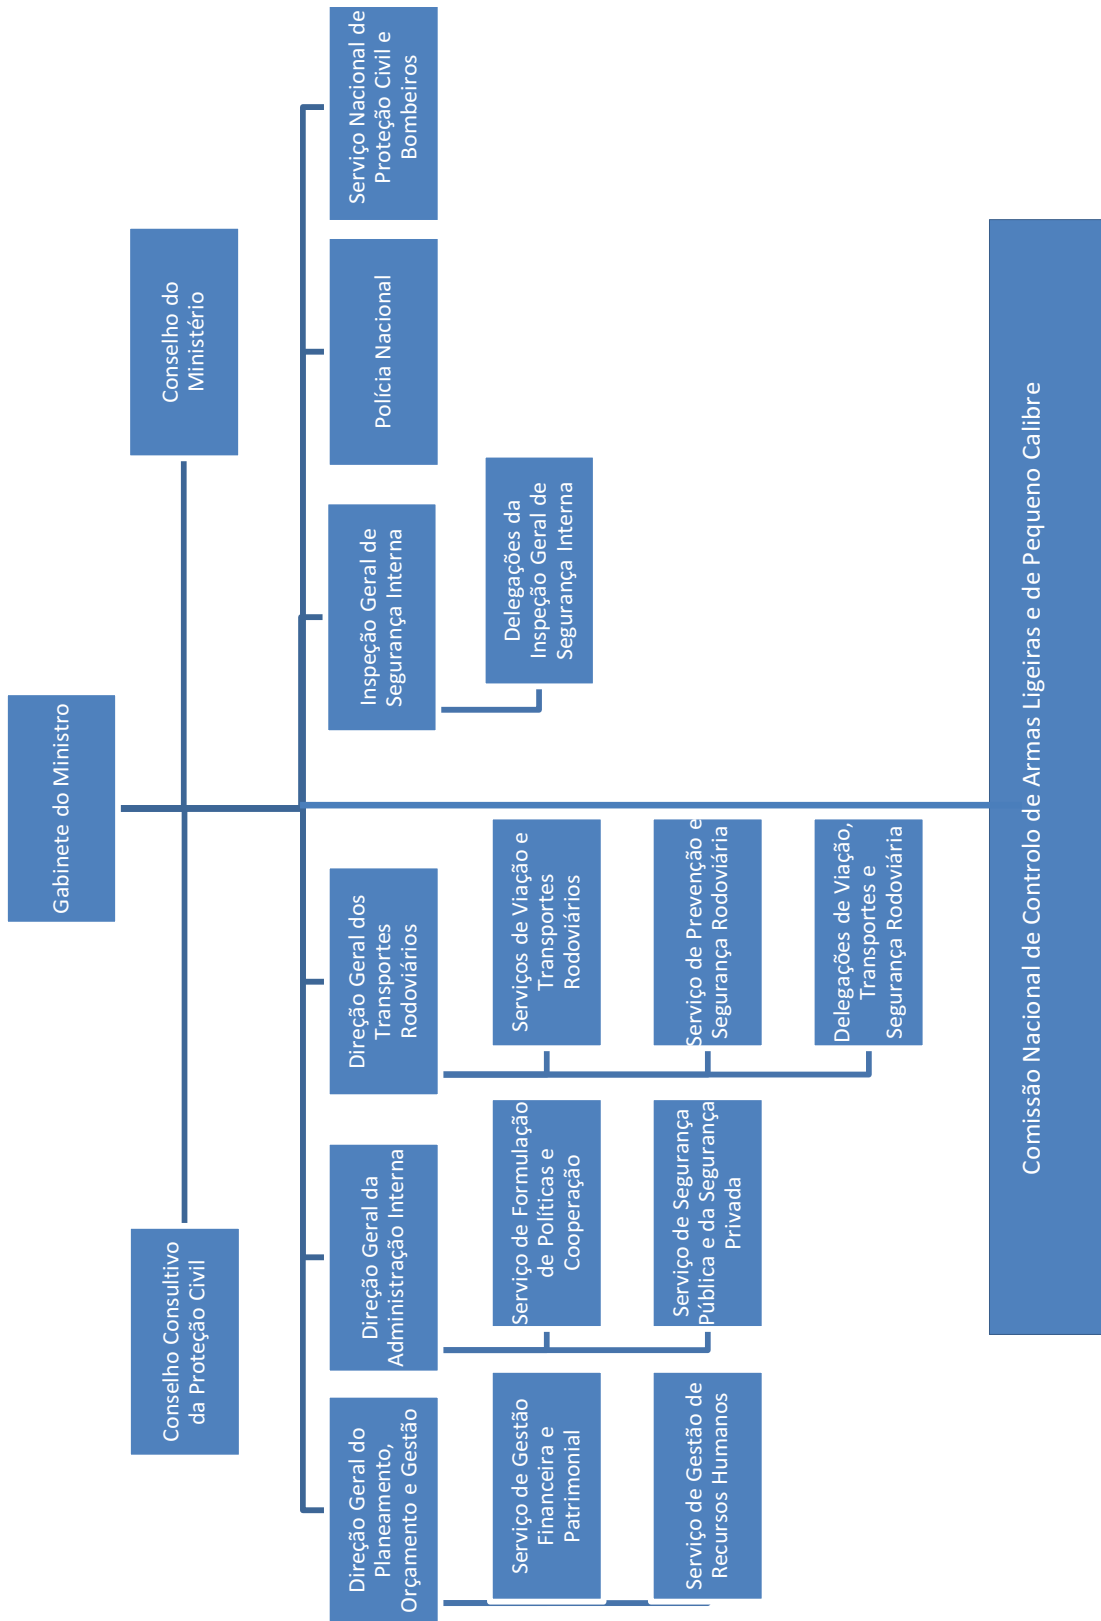 Gabinete do Ministro
Conselho Consultivo
da Proteção Civil
Conselho do
Ministério
Direção Geral do
Planeamento,
Orçamento e Gestão
Direção Geral da
Administração Interna
Direção Geral dos
Transportes
Rodoviários
Inspeção Geral de
Segurança Interna
Polícia Nacional
Serviço Nacional de
Proteção Civil e
Bombeiros
Serviço de Gestão
Financeira e
Patrimonial
Serviço de Formulação
de Políticas e
Cooperação
Serviços de Viação e
Transportes
Rodoviários
Delegações da
Inspeção Geral de
Segurança Interna
Serviço de Gestão de
Recursos Humanos
Serviço de Segurança
Pública e da Segurança
Privada
Serviço de Prevenção e
Segurança Rodoviária
Delegações de Viação,
Transportes e
Segurança Rodoviária
Comissão Nacional de Controlo de Armas Ligeiras e de Pequeno Calibre